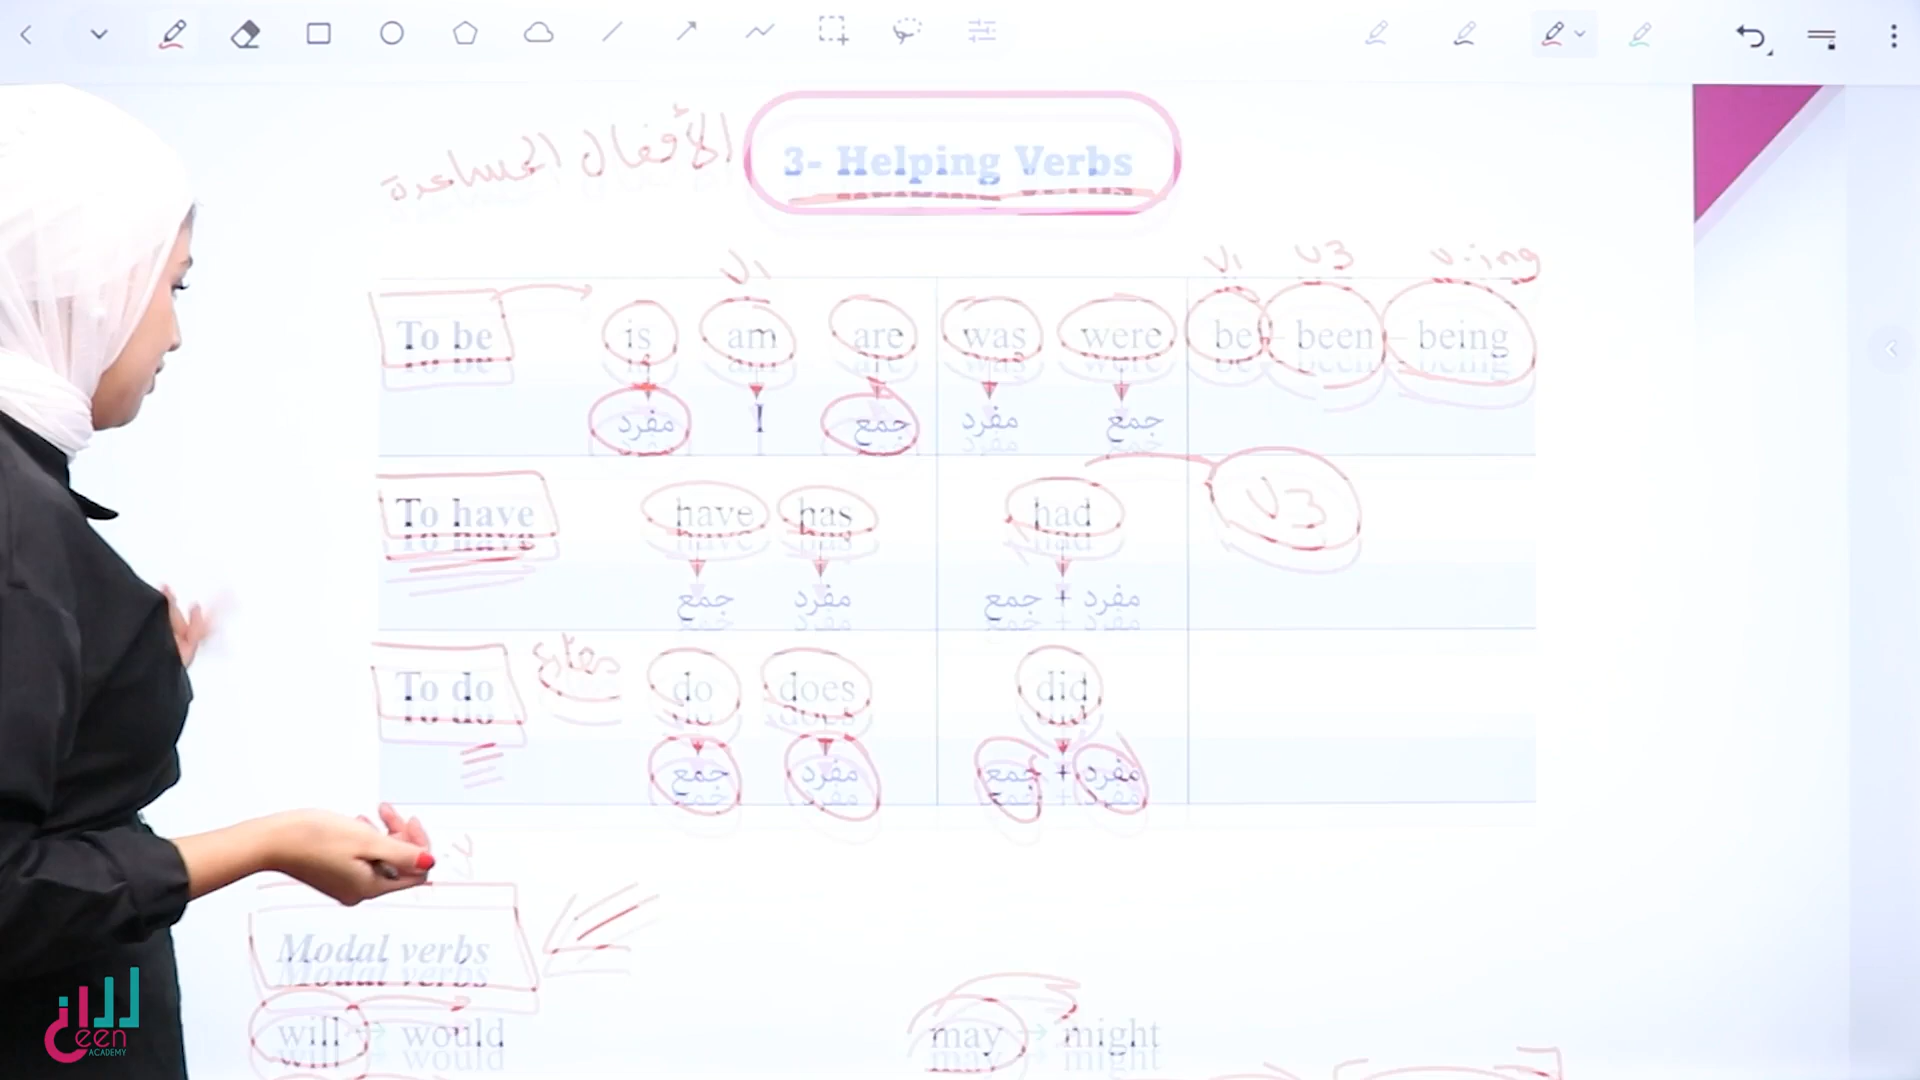 الأفعال المساعدة
3- Helping Verbs
V1 V1 V3 V-ing
To be is am are was were be - been - being
مفرد I جمع مفرد جمع
To have have has had V3
جمع مفرد مفرد + جمع
To do do does did
جمع مفرد مفرد + جمع
Modal verbs
will → would may → might
een
ACADEMY